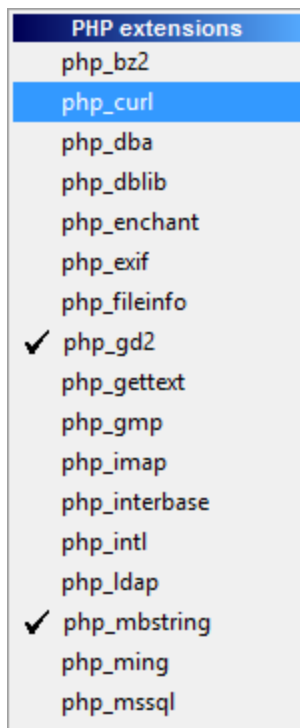 PHP extensions
php_bz2
php_curl
php_dba
php_dblib
php_enchant
php_exif
php_fileinfo
php_gd2
php_gettext
php_gmp
php_imap
php_interbase
php_intl
php_ldap
php_mbstring
php_ming
php_mssql